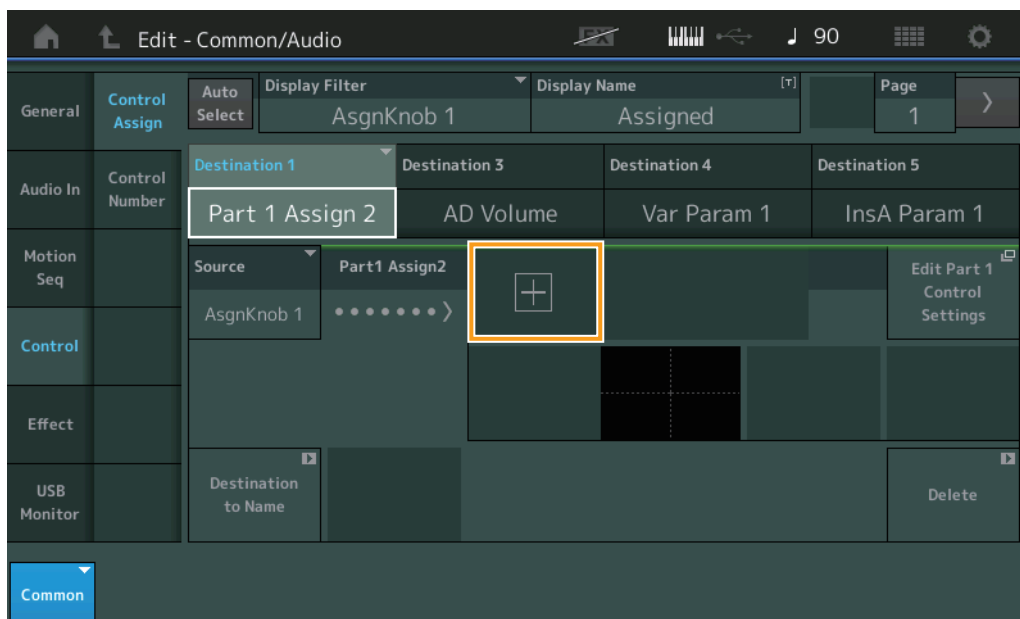 Edit - Common/Audio
EX
90
General
Control
Assign
Auto
Select
Display Filter
AsgnKnob 1
Display Name
[T]
Assigned
Page
1
Audio In
Control
Number
Destination 1
Part 1 Assign 2
Destination 3
AD Volume
Destination 4
Var Param 1
Destination 5
InsA Param 1
Motion
Seq
Source
AsgnKnob 1
Part1 Assign2
Edit Part 1
Control
Settings
Control
Effect
USB
Monitor
Destination
to Name
Delete
Common